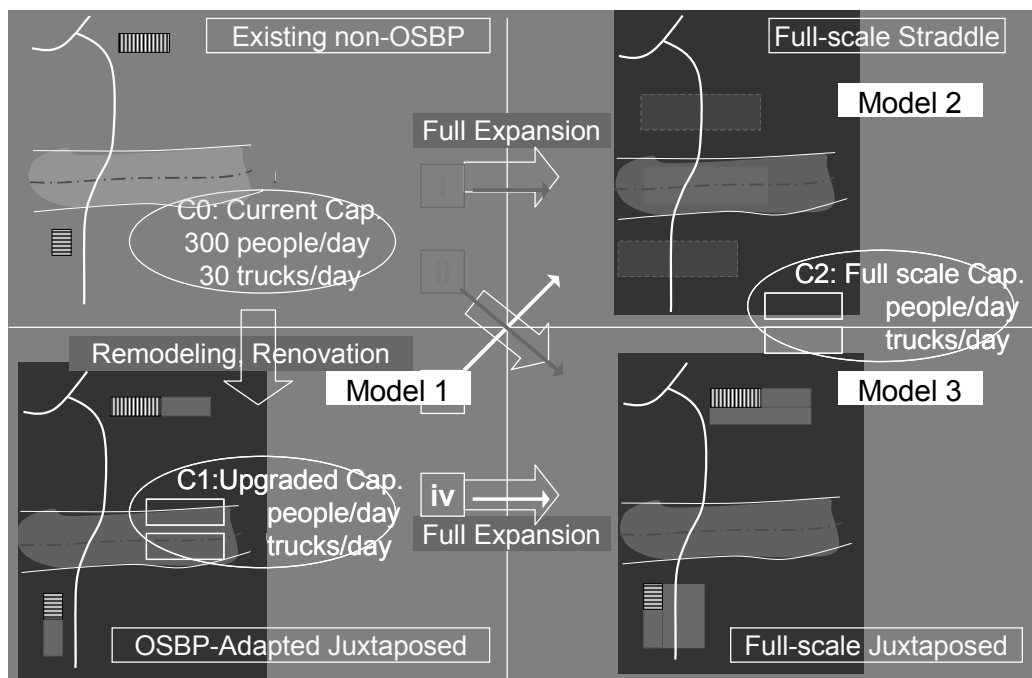 Existing non-OSBP
Full-scale Straddle
Model 2
Full Expansion
i
C0: Current Cap.
300 people/day
30 trucks/day
ii
C2: Full scale Cap.
people/day
trucks/day
Remodeling, Renovation
Model 1
Model 3
C1:Upgraded Cap.
people/day
trucks/day
iv
Full Expansion
OSBP-Adapted Juxtaposed
Full-scale Juxtaposed